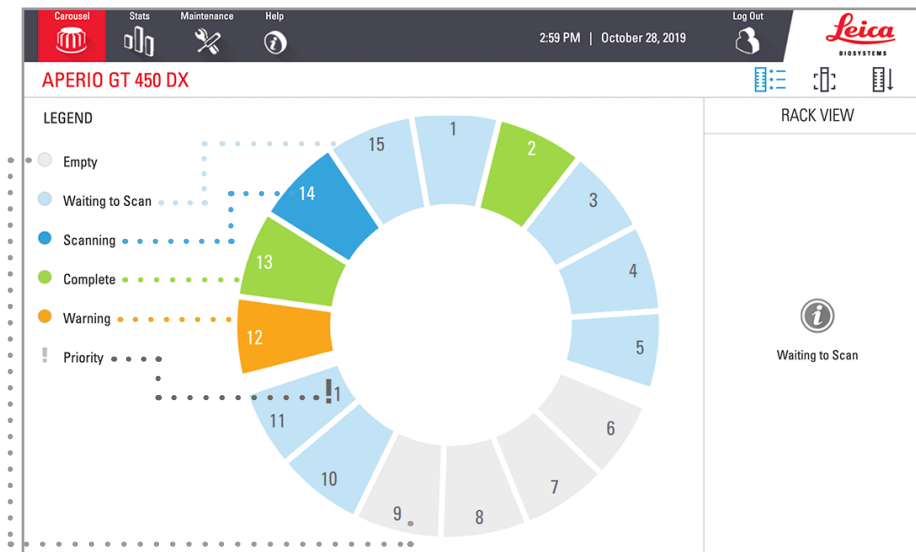 Carousel
Stats
Maintenance
Help
2:59 PM | October 28, 2019
Log Out
Leica
BIOSYSTEMS
APERIO GT 450 DX
LEGEND
Empty
Waiting to Scan
Scanning
Complete
Warning
! Priority
15
1
2
14
3
13
4
12
5
!1
11
6
10
7
9
8
RACK VIEW
i
Waiting to Scan